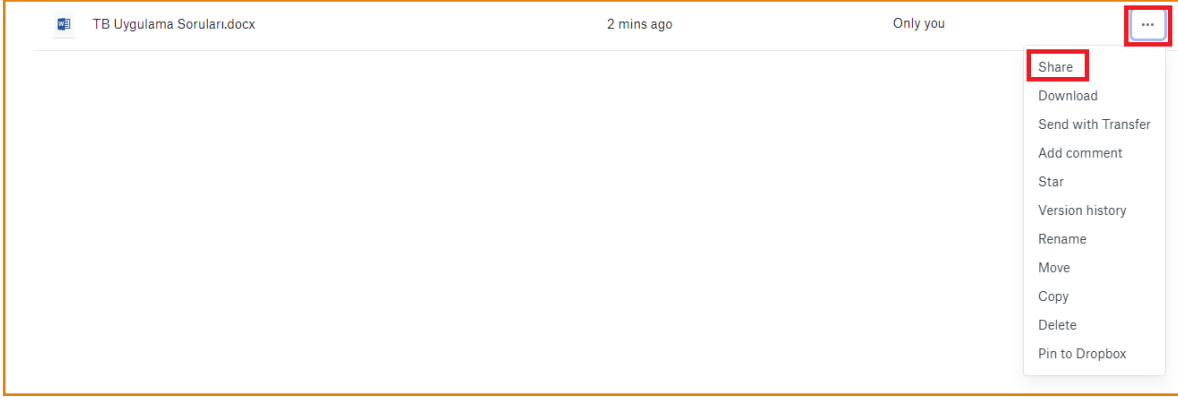 TB Uygulama Soruları.docx 2 mins ago Only you ...
Share
Download
Send with Transfer
Add comment
Star
Version history
Rename
Move
Copy
Delete
Pin to Dropbox